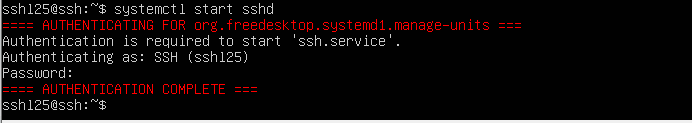 ssh125@ssh:~$ systemctl start sshd
==== AUTHENTICATING FOR org.freedesktop.systemd1.manage-units ===
Authentication is required to start 'ssh.service'.
Authenticating as: SSH (ssh125)
Password:
==== AUTHENTICATION COMPLETE ===
ssh125@ssh:~$